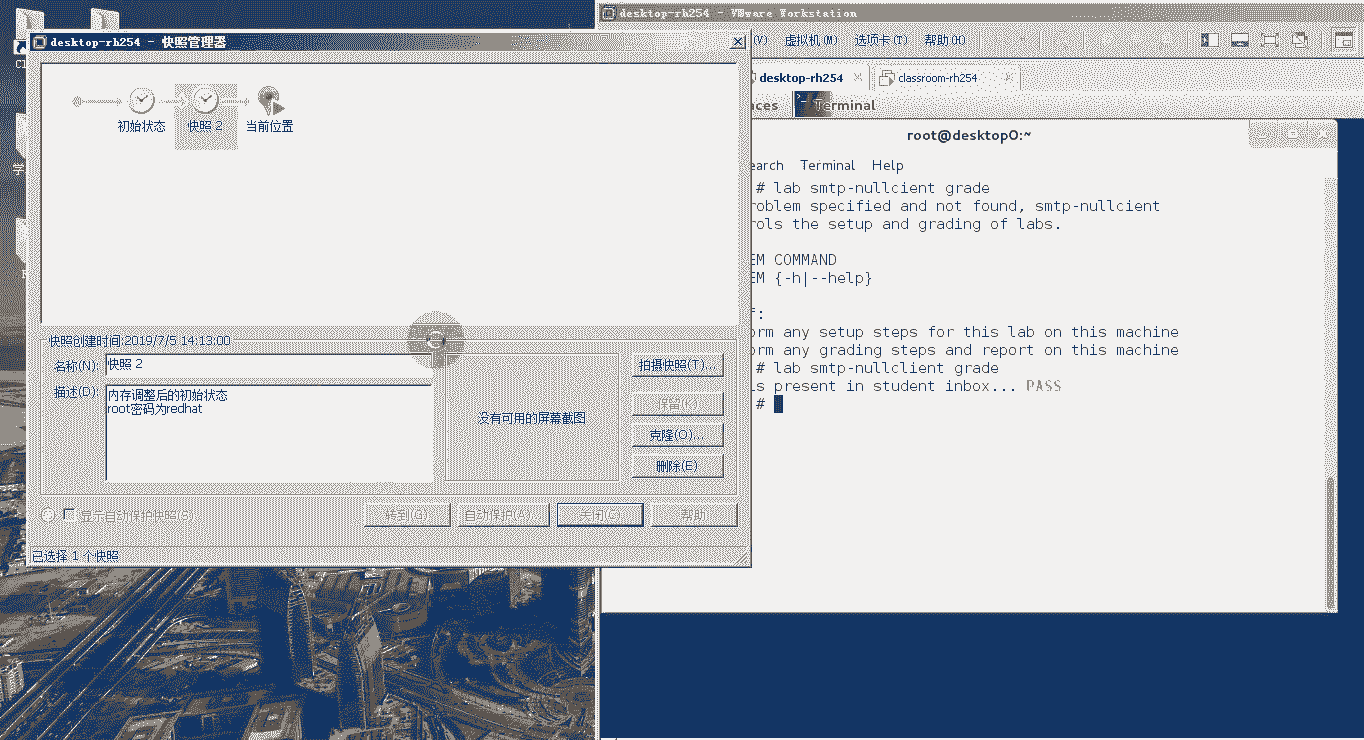 desktop-rh254 - VMware Workstation
desktop-rh254 - 快照管理器
(V) 虚拟机(M) 选项卡(T) 帮助(H)
desktop-rh254
classroom-rh254
aces
Terminal
初始状态
快照 2
当前位置
root@desktop0:~
earch Terminal Help
# lab smtp-nullcient grade
roblem specified and not found, smtp-nullcient
rols the setup and grading of labs.
EM COMMAND
EM {-h|--help}
f:
orm any setup steps for this lab on this machine
orm any grading steps and report on this machine
# lab smtp-nullclient grade
is present in student inbox... PASS
#
快照创建时间:2019/7/5 14:13:00
名称(N):
快照 2
描述(D):
内存调整后的初始状态
root密码为redhat
没有可用的屏幕截图
拍摄快照(T)...
保留(K)
克隆(O)...
删除(E)
显示自动保护快照(S)
转到(G)
自动保护(A)...
关闭(C)
帮助
已选择 1 个快照